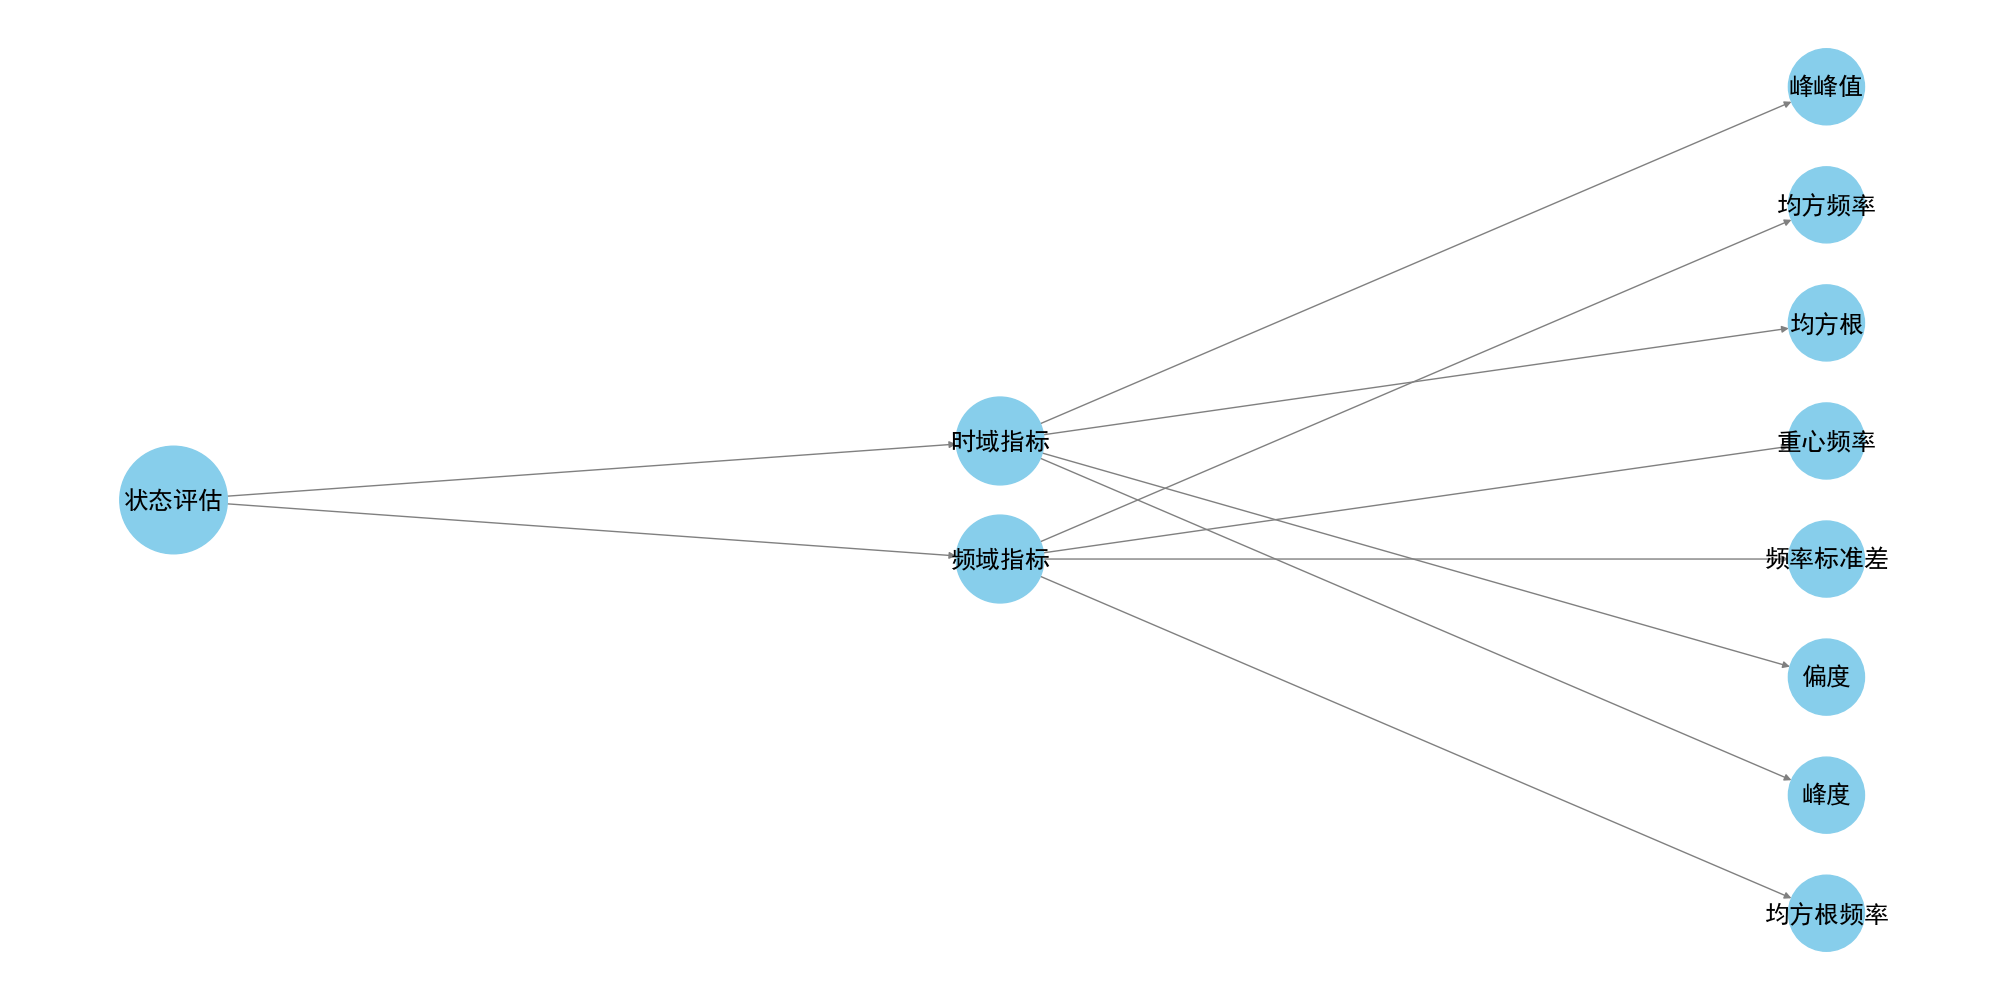 状态评估
时域指标
频域指标
峰峰值
均方频率
均方根
重心频率
频率标准差
偏度
峰度
均方根频率